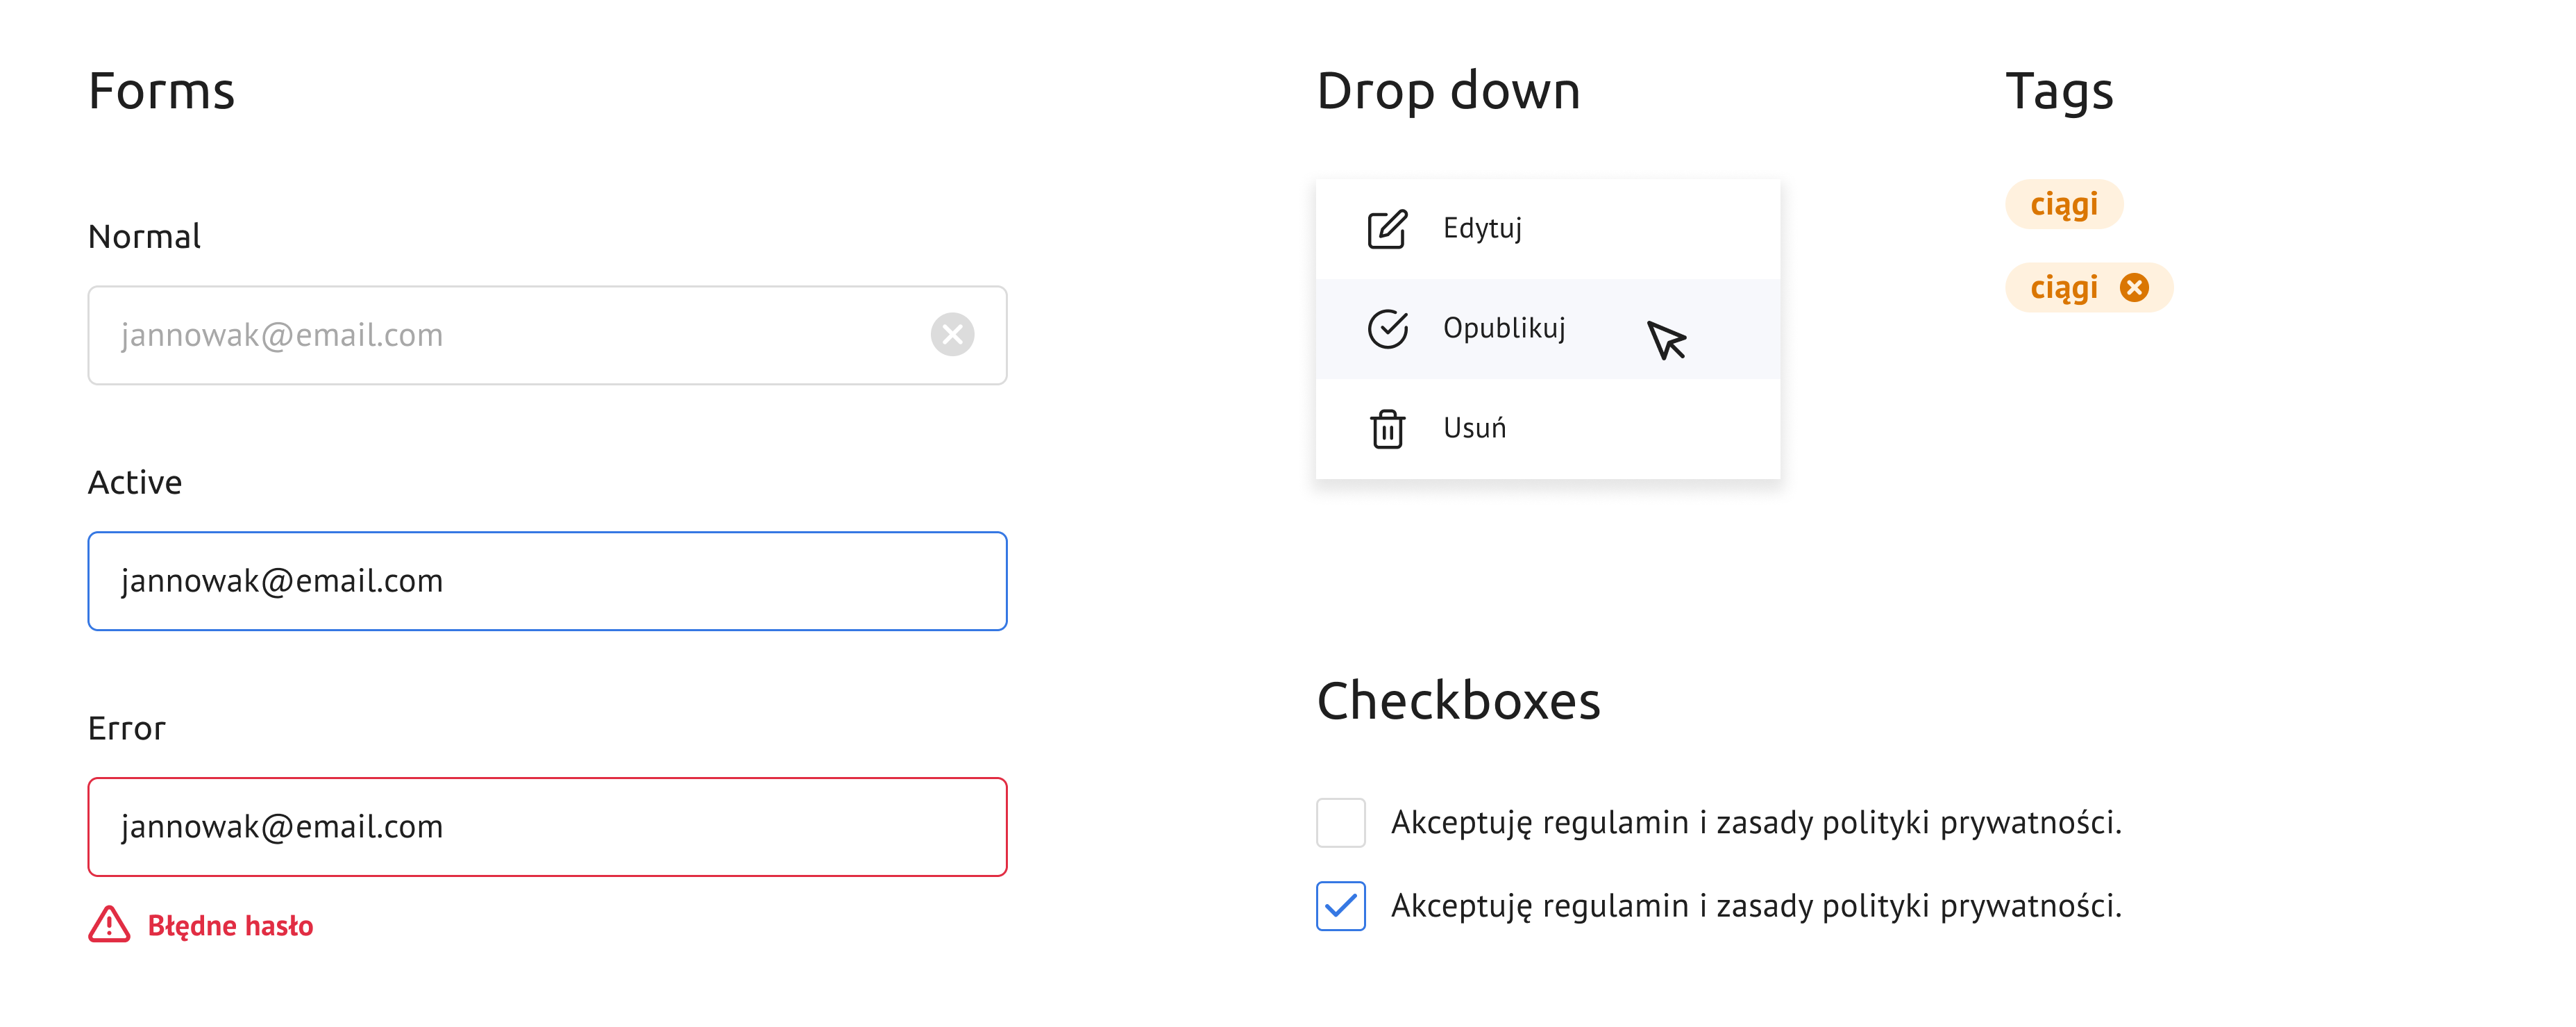 Forms
Normal
jannowak@email.com
Active
jannowak@email.com
Error
jannowak@email.com
Błędne hasło
Drop down
Edytuj
Opublikuj
Usuń
Tags
ciągi
ciągi
Checkboxes
Akceptuję regulamin i zasady polityki prywatności.
Akceptuję regulamin i zasady polityki prywatności.